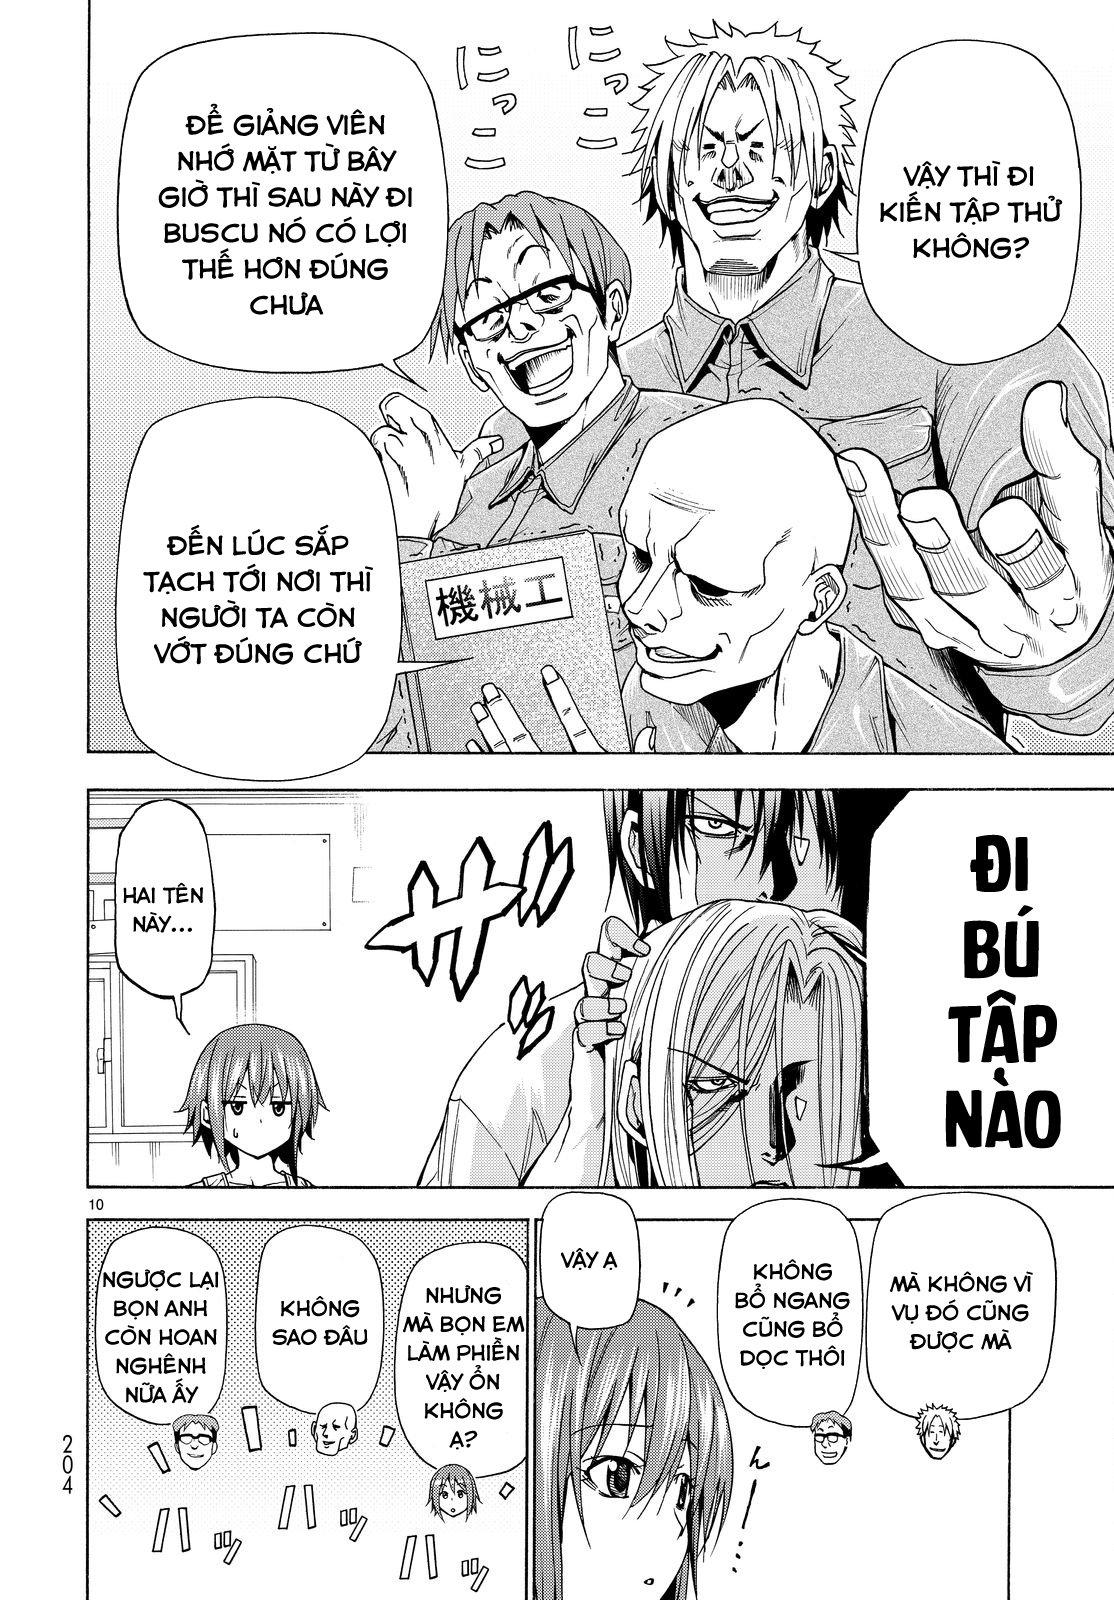 VẬY THÌ ĐI
KIẾN TẬP THỬ
KHÔNG?
にこっ
にこっ
ĐỂ GIẢNG VIÊN
NHỚ MẶT TỪ BÂY
GIỜ THÌ SAU NÀY ĐI
BUSCU NÓ CÓ LỢI
THẾ HƠN ĐÚNG
CHƯA
機械工
ĐẾN LÚC SẮP
TẠCH TỚI NƠI THÌ
NGƯỜI TA CÒN
VỚT ĐÚNG CHỨ
ĐI
BÚ
TẬP
NÀO
ザ
HAI TÊN
NÀY...
10
MÀ KHÔNG VÌ
VỤ ĐÓ CŨNG
ĐƯỢC MÀ
KHÔNG
BỔ NGANG
CŨNG BỔ
DỌC THÔI
VẬY Ạ
NHƯNG
MÀ BỌN EM
LÀM PHIỀN
VẬY ỔN
KHÔNG
Ạ?
KHÔNG
SAO ĐÂU
NGƯỢC LẠI
BỌN ANH
CÒN HOAN
NGHÊNH
NỮA ẤY
204